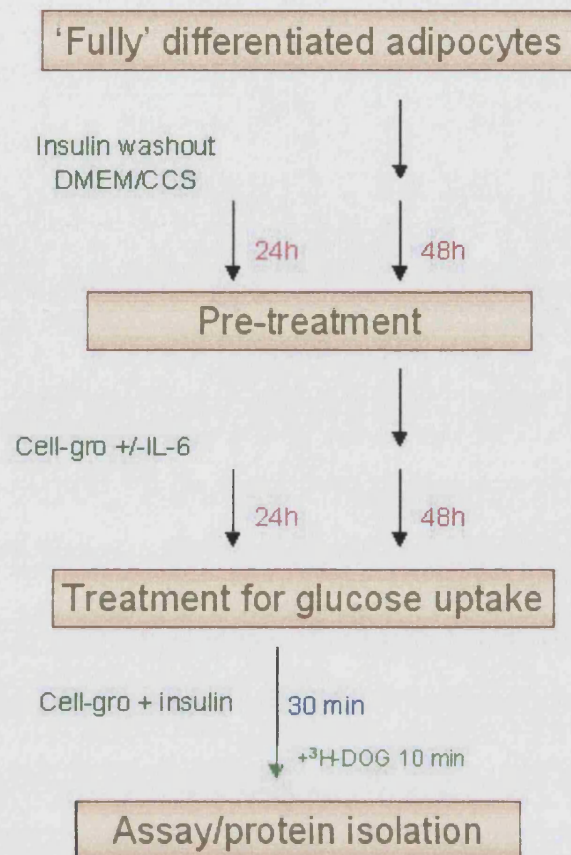 'Fully' differentiated adipocytes
Insulin washout
DMEM/CCS
24h
48h
Pre-treatment
Cell-gro +/-IL-6
24h
48h
Treatment for glucose uptake
Cell-gro + insulin
30 min
+³H-DOG 10 min
Assay/protein isolation